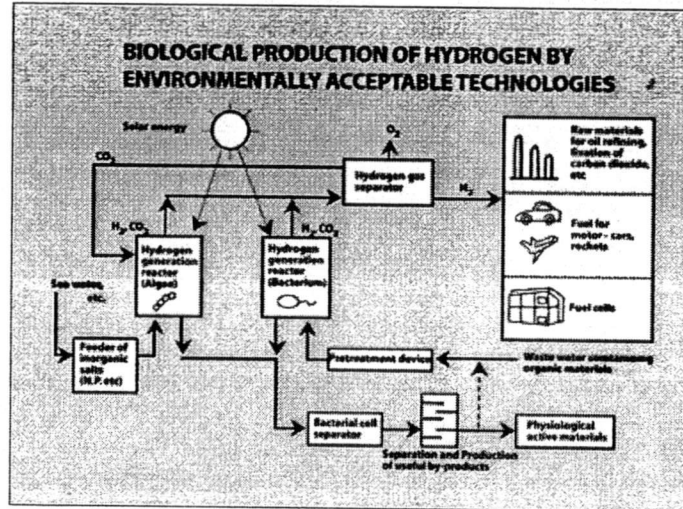 BIOLOGICAL PRODUCTION OF HYDROGEN BY
ENVIRONMENTALLY ACCEPTABLE TECHNOLOGIES
Solar energy
O₂
CO₂
Hydrogen gas
separator
H₂
Raw materials
for oil refining,
fixation of
carbon dioxide,
etc
Fuel for
motor - cars,
rockets
Fuel cells
H₂, CO₂
H₂, CO₂
Hydrogen
generation
reactor
(Algae)
Hydrogen
generation
reactor
(Bacterium)
Sea water,
etc.
Feeder of
inorganic
salts
(N.P. etc)
Pretreatment device
Waste water
organic materials
Bacterial cell
separator
Separation and Production
of useful by-products
Physiological
active materials